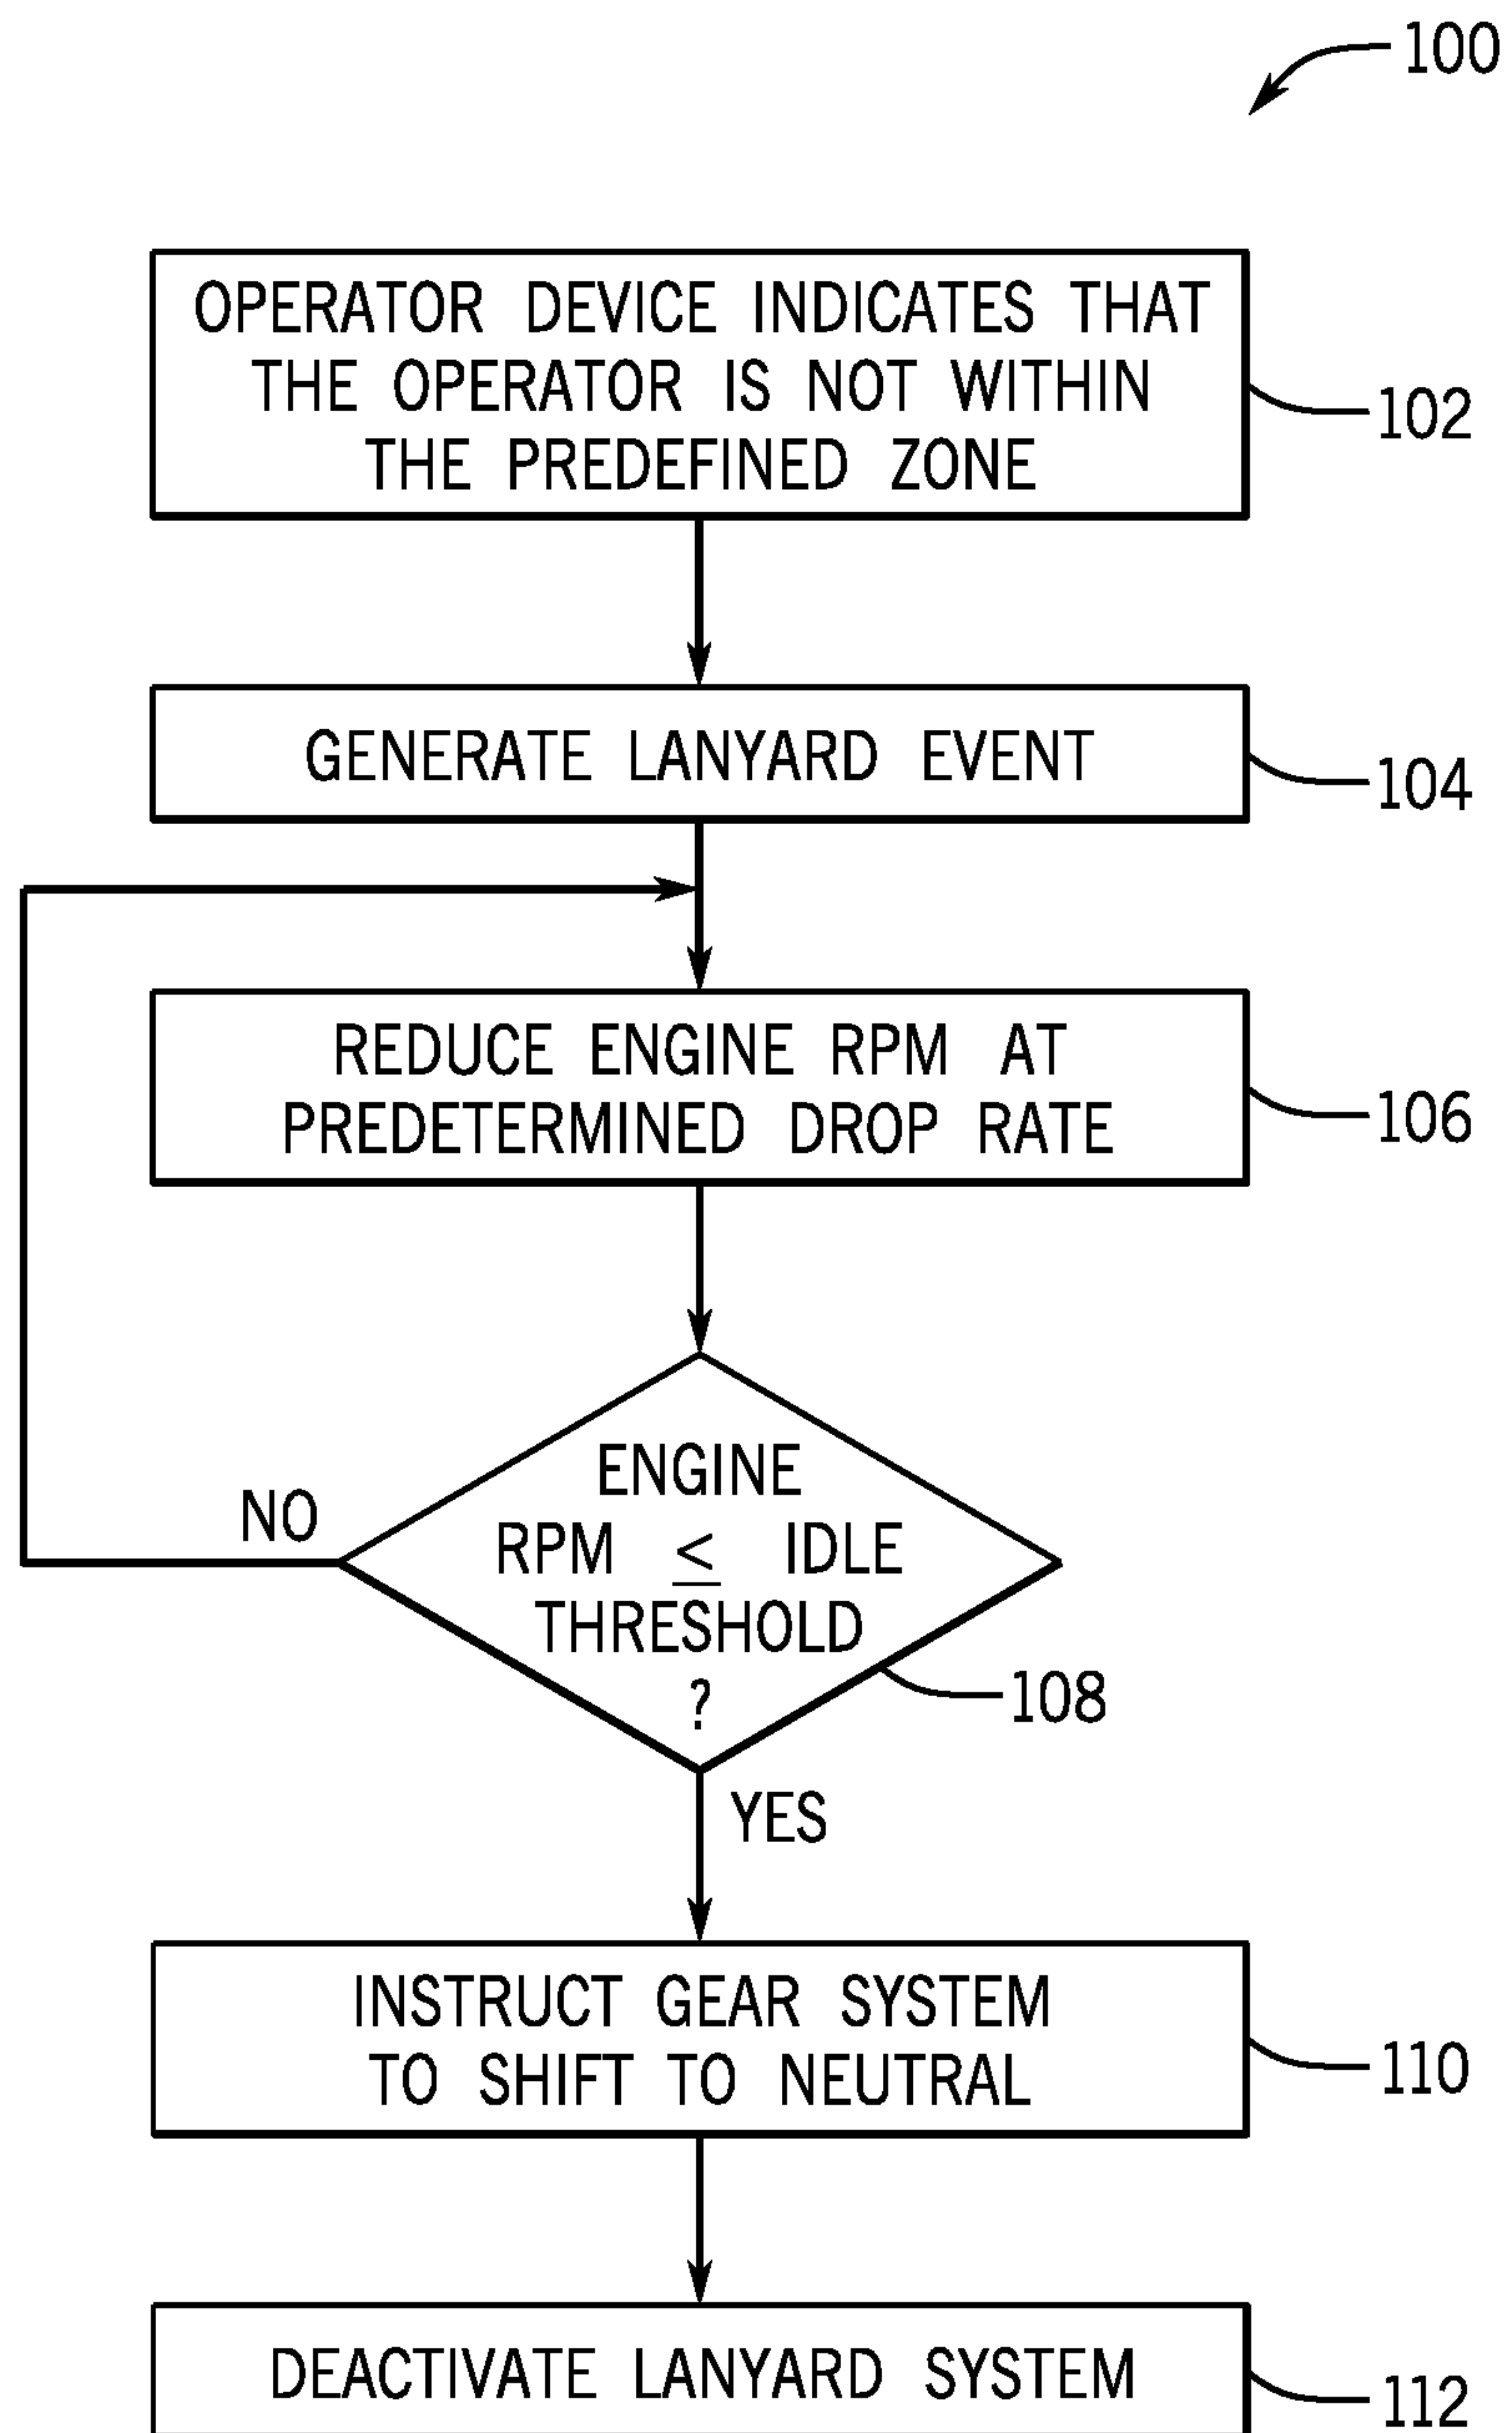 100
OPERATOR DEVICE INDICATES THAT
THE OPERATOR IS NOT WITHIN
THE PREDEFINED ZONE
102
GENERATE LANYARD EVENT
104
REDUCE ENGINE RPM AT
PREDETERMINED DROP RATE
106
ENGINE
RPM ≤ IDLE
THRESHOLD
?
NO
108
YES
INSTRUCT GEAR SYSTEM
TO SHIFT TO NEUTRAL
110
DEACTIVATE LANYARD SYSTEM
112